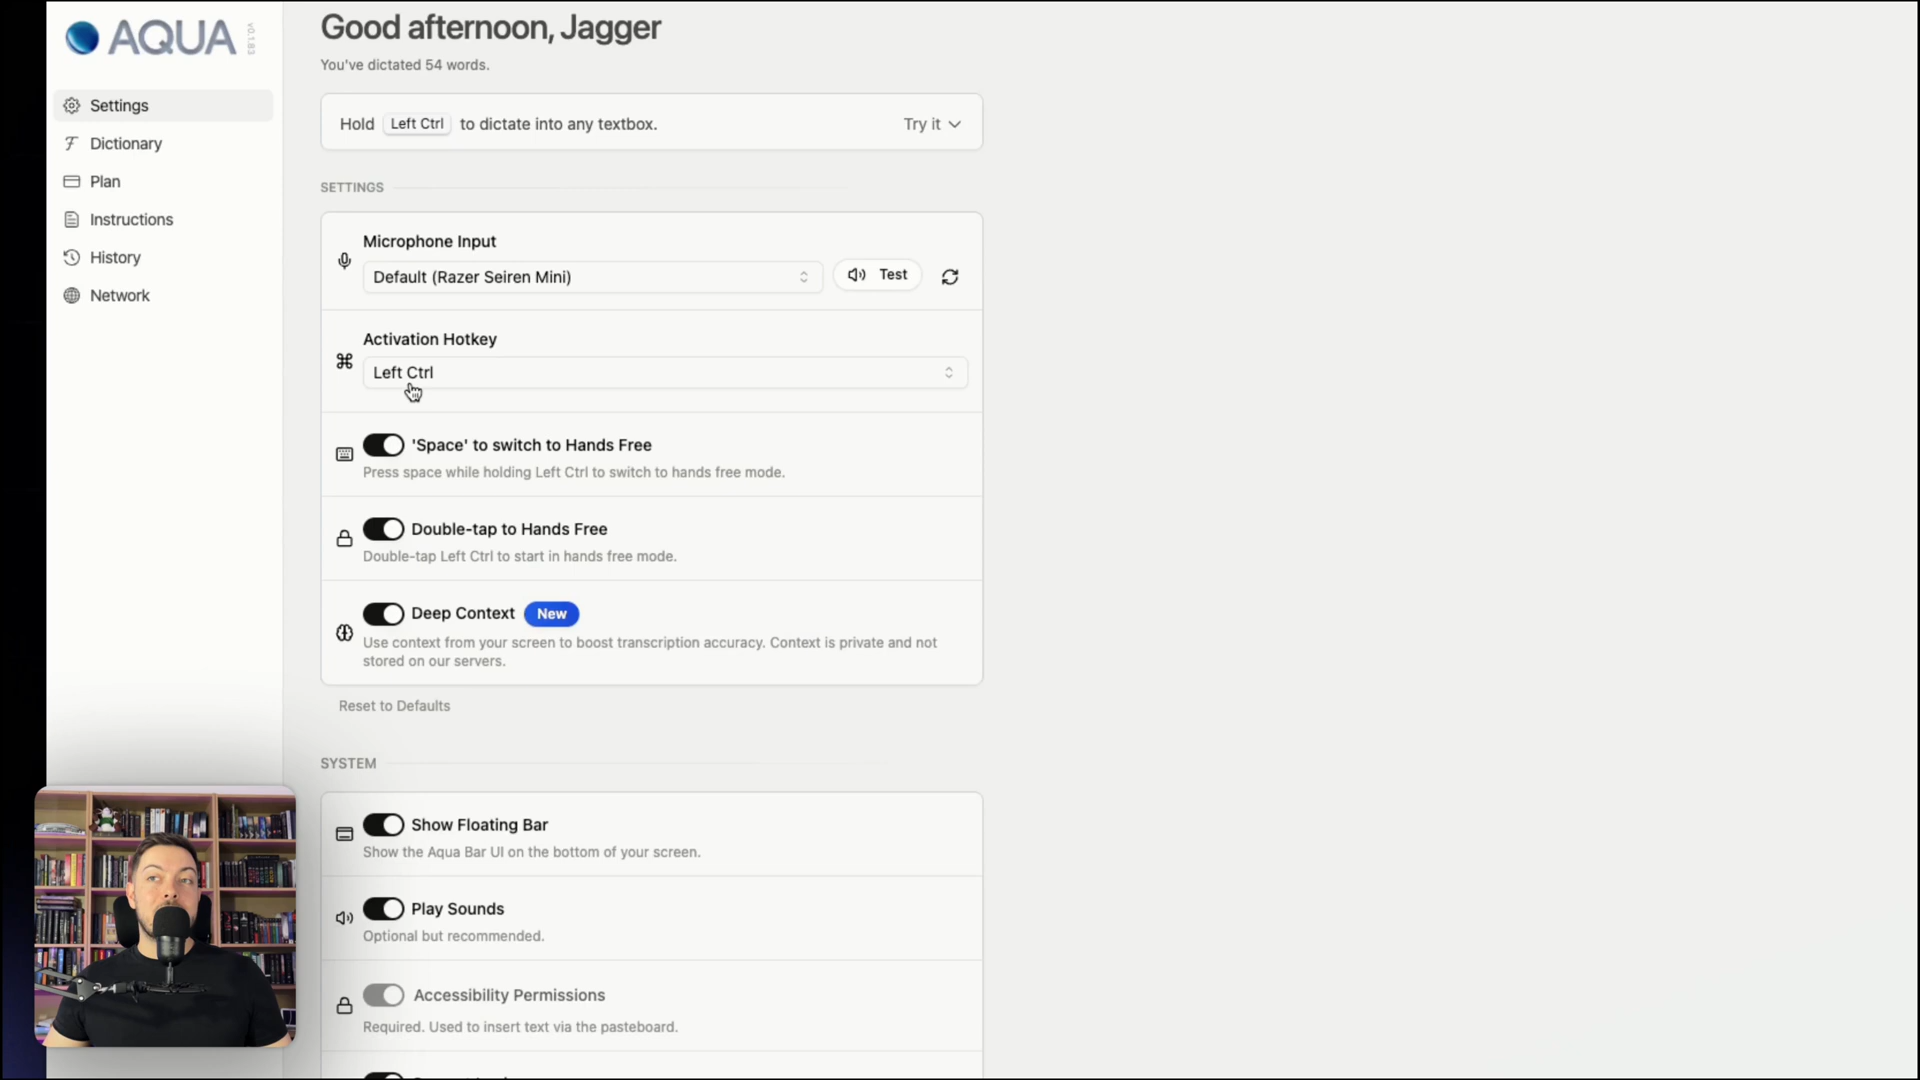 AQUA
v0.1.83
Settings
Dictionary
Plan
Instructions
History
Network
Good afternoon, Jagger
You've dictated 54 words.
Hold Left Ctrl to dictate into any textbox.
Try it
SETTINGS
Microphone Input
Default (Razer Seiren Mini)
Test
Activation Hotkey
Left Ctrl
'Space' to switch to Hands Free
Press space while holding Left Ctrl to switch to hands free mode.
Double-tap to Hands Free
Double-tap Left Ctrl to start in hands free mode.
Deep Context New
Use context from your screen to boost transcription accuracy. Context is private and not
stored on our servers.
Reset to Defaults
SYSTEM
Show Floating Bar
Show the Aqua Bar UI on the bottom of your screen.
Play Sounds
Optional but recommended.
Accessibility Permissions
Required. Used to insert text via the pasteboard.